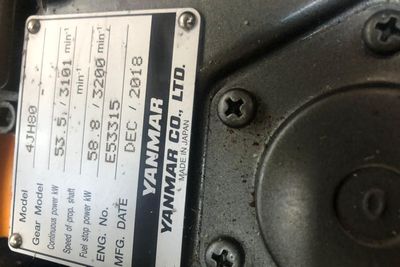 Model 4JH80
Gear Model
Continuous power kW 53.5 / 3101 min⁻¹
Speed of prop. shaft min⁻¹
Fuel stop power kW 58.8 / 3200 min⁻¹
ENG. No. E53315
MFG. DATE DEC / 2018
YANMAR
YANMAR CO., LTD.
MADE IN JAPAN